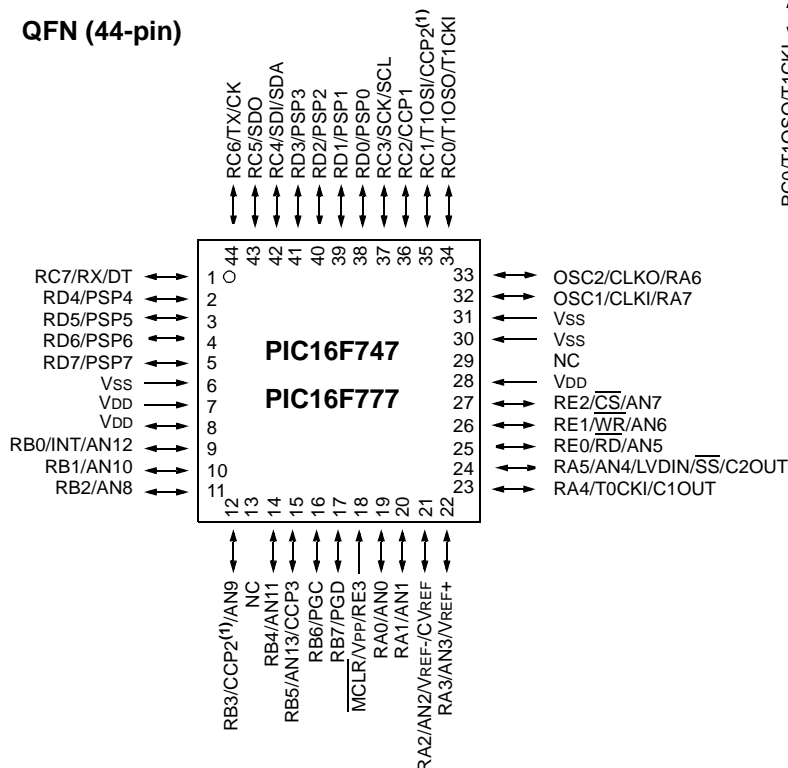 QFN (44-pin)
RC6/TX/CK
RC5/SDO
RC4/SDI/SDA
RD3/PSP3
RD2/PSP2
RD1/PSP1
RD0/PSP0
RC3/SCK/SCL
RC2/CCP1
RC1/T1OSI/CCP2(1)
RC0/T1OSO/T1CKI
RC0/T1OSO/T1CKI
44 43 42 41 40 39 38 37 36 35 34
RC7/RX/DT 1
RD4/PSP4 2
RD5/PSP5 3
RD6/PSP6 4
RD7/PSP7 5
VSS 6
VDD 7
VDD 8
RB0/INT/AN12 9
RB1/AN10 10
RB2/AN8 11
PIC16F747
PIC16F777
33 OSC2/CLKO/RA6
32 OSC1/CLKI/RA7
31 VSS
30 VSS
29 NC
28 VDD
27 RE2/CS/AN7
26 RE1/WR/AN6
25 RE0/RD/AN5
24 RA5/AN4/LVDIN/SS/C2OUT
23 RA4/T0CKI/C1OUT
12 13 14 15 16 17 18 19 20 21 22
RB3/CCP2(1)/AN9
NC
RB4/AN11
RB5/AN13/CCP3
RB6/PGC
RB7/PGD
MCLR/VPP/RE3
RA0/AN0
RA1/AN1
RA2/AN2/VREF-/CVREF
RA3/AN3/VREF+